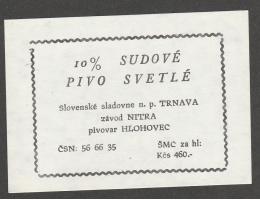 10% SUDOVÉ
PIVO SVETLÉ
Slovenské sladovne n. p. TRNAVA
závod NITRA
pivovar HLOHOVEC
ČSN: 56 66 35 ŠMC za hl:
Kčs 460.-